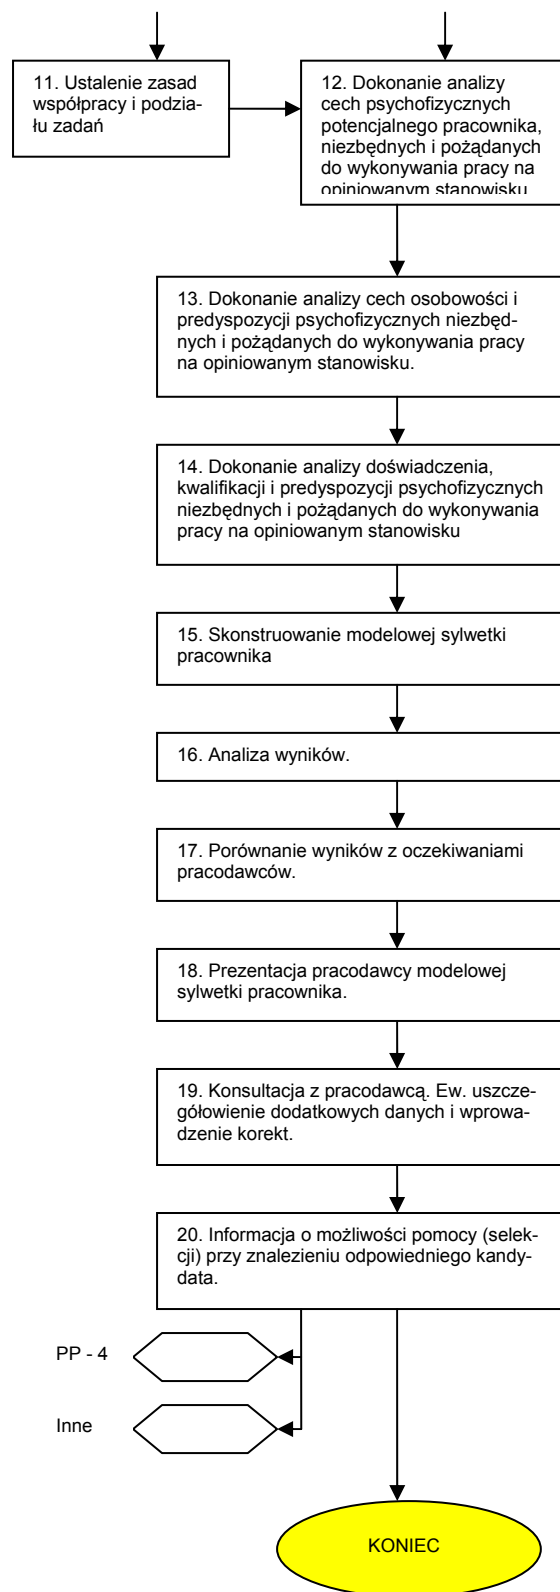 11. Ustalenie zasad
współpracy i podzia-
łu zadań
12. Dokonanie analizy
cech psychofizycznych
potencjalnego pracownika,
niezbędnych i pożądanych
do wykonywania pracy na
opiniowanym stanowisku
13. Dokonanie analizy cech osobowości i
predyspozycji psychofizycznych niezbęd-
nych i pożądanych do wykonywania pracy
na opiniowanym stanowisku.
14. Dokonanie analizy doświadczenia,
kwalifikacji i predyspozycji psychofizycznych
niezbędnych i pożądanych do wykonywania
pracy na opiniowanym stanowisku
15. Skonstruowanie modelowej sylwetki
pracownika
16. Analiza wyników.
17. Porównanie wyników z oczekiwaniami
pracodawców.
18. Prezentacja pracodawcy modelowej
sylwetki pracownika.
19. Konsultacja z pracodawcą. Ew. uszcze-
gółowienie dodatkowych danych i wprowa-
dzenie korekt.
20. Informacja o możliwości pomocy (selek-
cji) przy znalezieniu odpowiedniego kandy-
data.
PP - 4
Inne
KONIEC